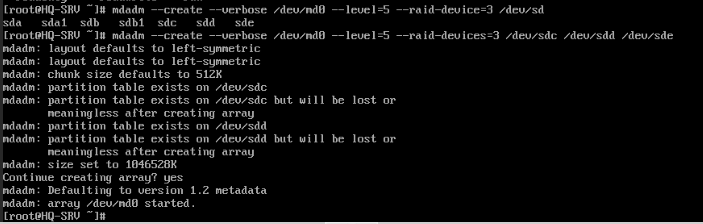 [root@HQ-SRV ~]# mdadm --create --verbose /dev/md0 --level=5 --raid-device=3 /dev/sd
sda sda1 sdb sdb1 sdc sdd sde
[root@HQ-SRV ~]# mdadm --create --verbose /dev/md0 --level=5 --raid-devices=3 /dev/sdc /dev/sdd /dev/sde
mdadm: layout defaults to left-symmetric
mdadm: layout defaults to left-symmetric
mdadm: chunk size defaults to 512K
mdadm: partition table exists on /dev/sdc
mdadm: partition table exists on /dev/sdc but will be lost or
meaningless after creating array
mdadm: partition table exists on /dev/sdd
mdadm: partition table exists on /dev/sdd but will be lost or
meaningless after creating array
mdadm: size set to 1046528K
Continue creating array? yes
mdadm: Defaulting to version 1.2 metadata
mdadm: array /dev/md0 started.
[root@HQ-SRV ~]#